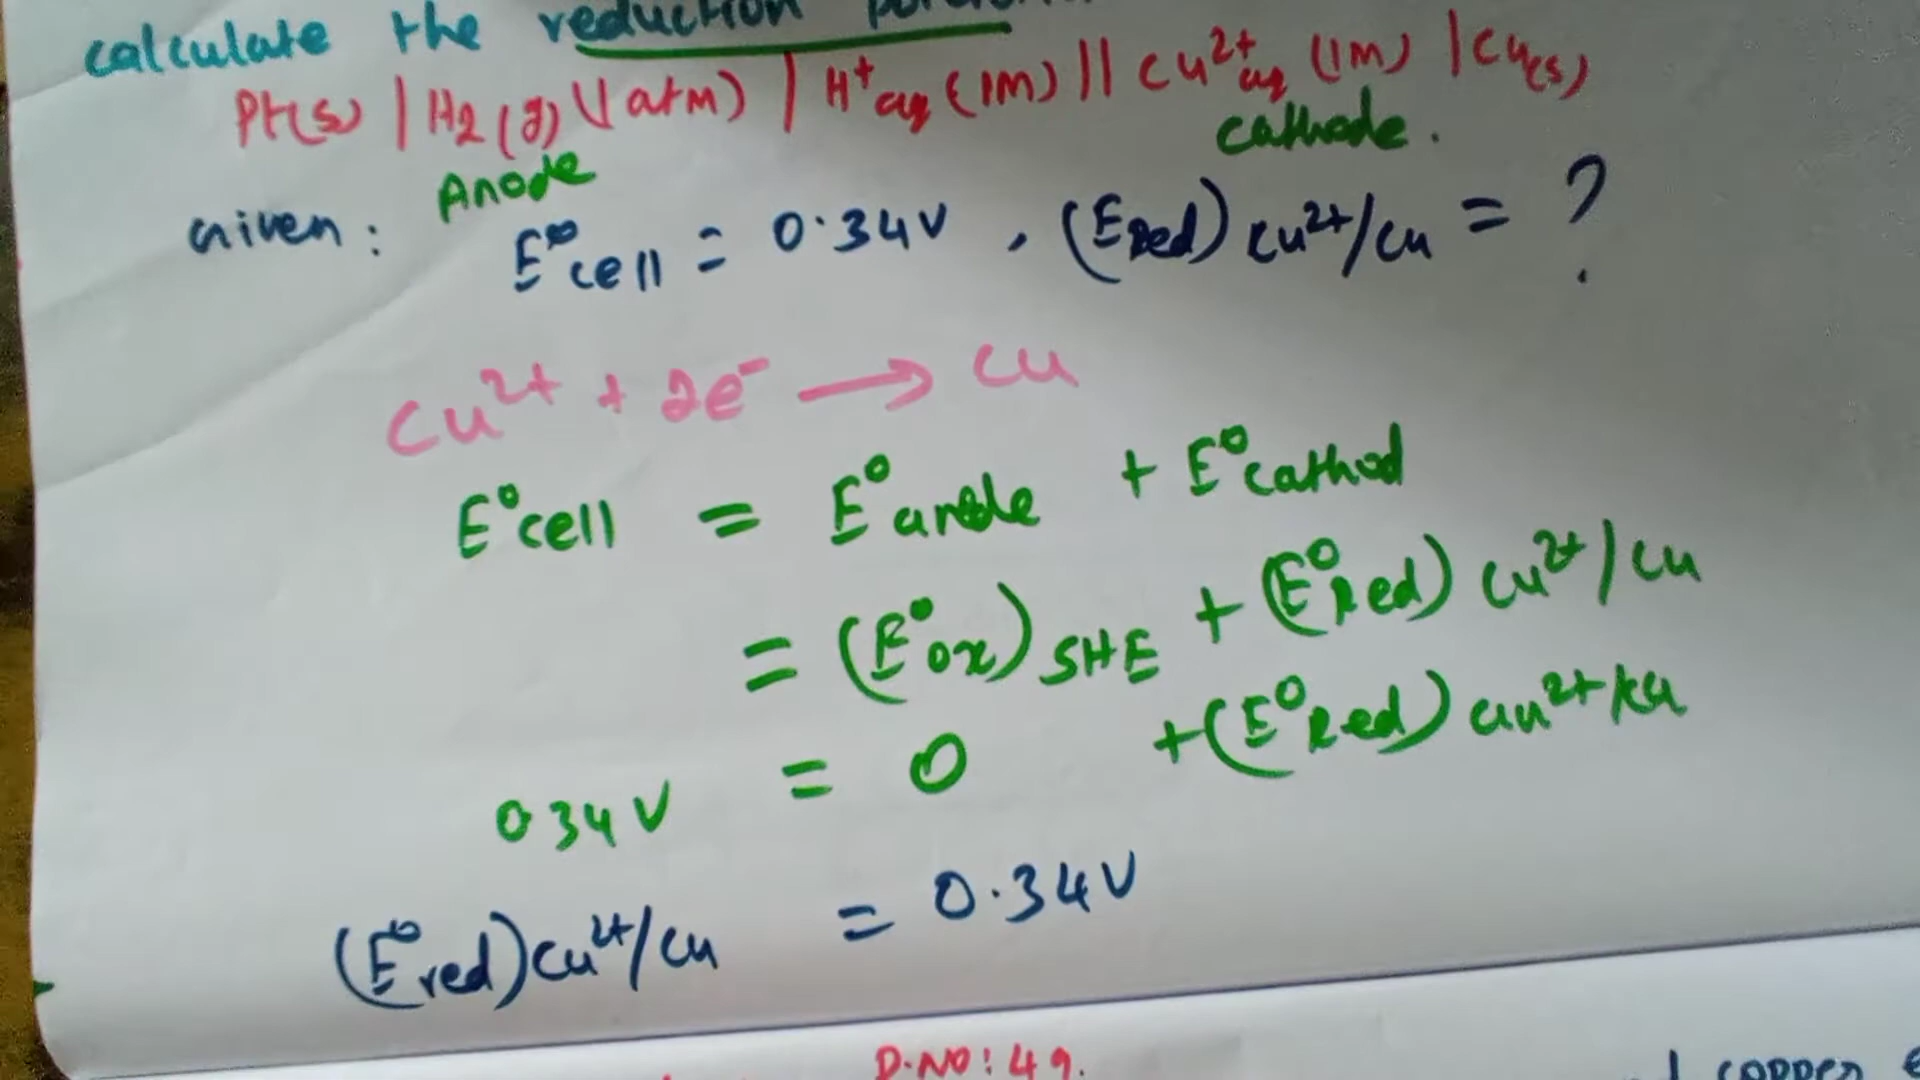 calculate the reduction
Pt(s) | H2(g) (1atm) | H+aq (1M) || Cu2+aq (1M) | Cu(s)
Anode
cathode.
Given: E°cell = 0.34V, (Ered) Cu2+/Cu = ?
Cu2+ + 2e- → Cu
E°cell = E°anode + E°cathod
= (E°ox) SHE + (E°Red) Cu2+/Cu
0.34V = 0 + (E°Red) Cu2+/Cu
(E°red) Cu2+/Cu = 0.34V
D.NO: 49.
copper